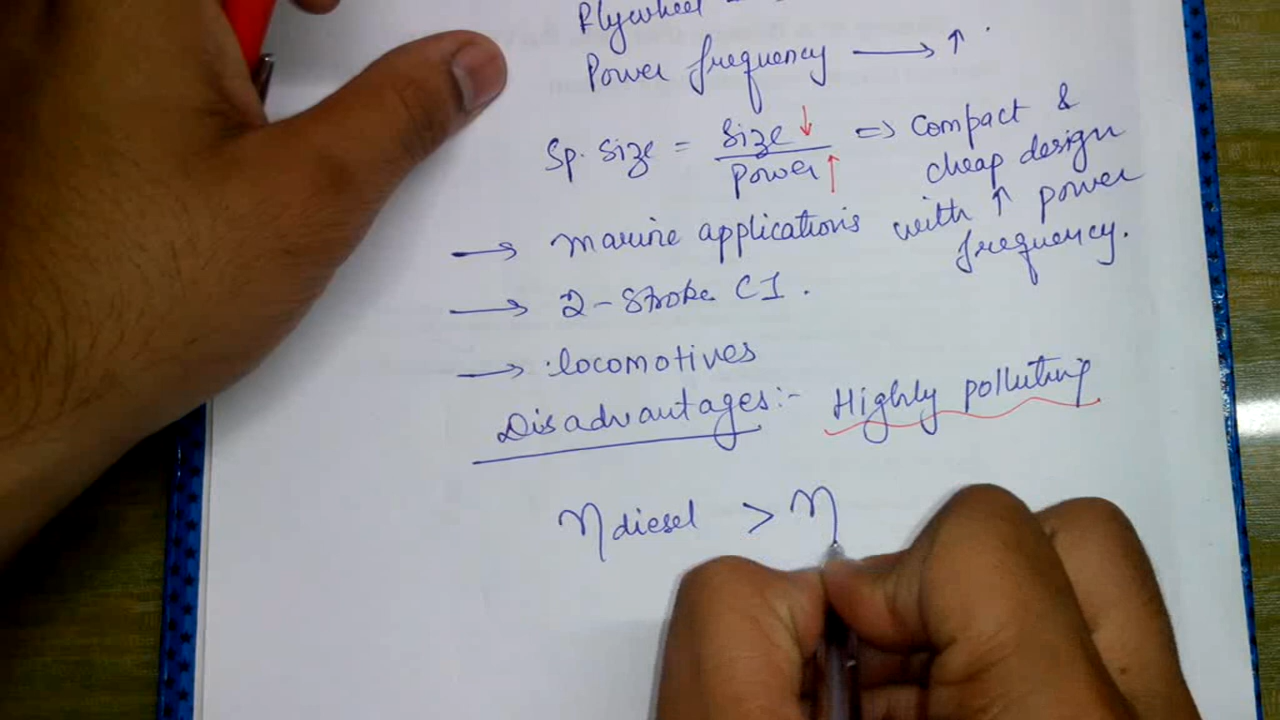 Flywheel -
Power frequency ⟶ ↑ .
Sp. size = Size ↓ / Power ↑ ⇒ Compact &
cheap design
with ↑ power
frequency.
→ Marine applications
→ 2-Stroke CI.
→ locomotives
Disadvantages:- Highly polluting
η diesel > η